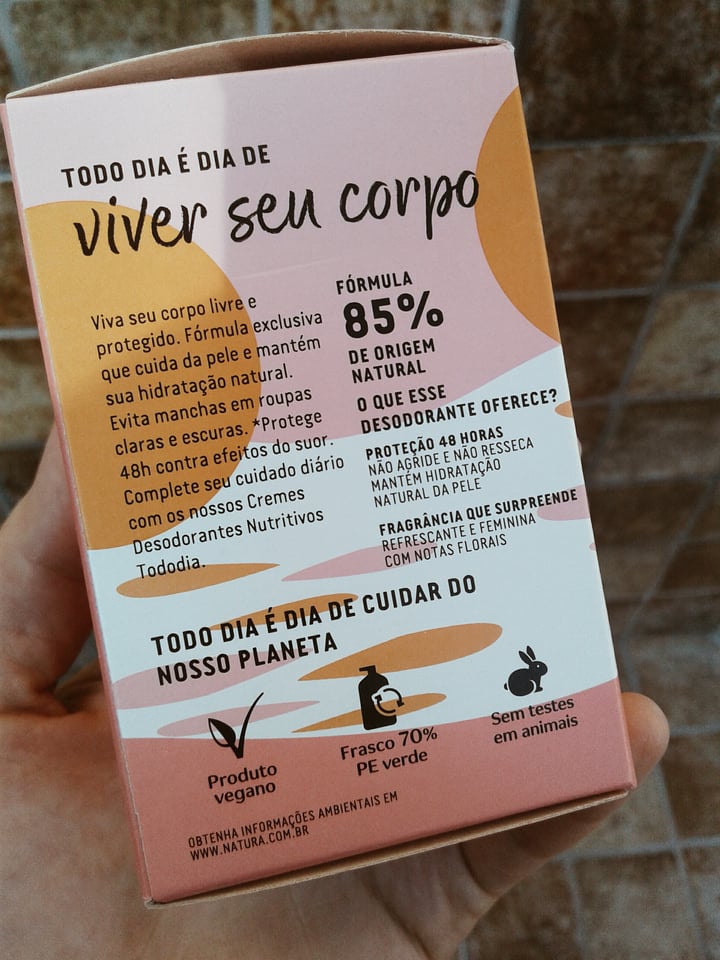 TODO DIA É DIA DE
viver seu corpo
Viva seu corpo livre e
protegido. Fórmula exclusiva
que cuida da pele e mantém
sua hidratação natural.
Evita manchas em roupas
claras e escuras. *Protege
48h contra efeitos do suor.
Complete seu cuidado diário
com os nossos Cremes
Desodorantes Nutritivos
Tododia.
FÓRMULA
85%
DE ORIGEM
NATURAL
O QUE ESSE
DESODORANTE OFERECE?
PROTEÇÃO 48 HORAS
NÃO AGRIDE E NÃO RESSECA
MANTÉM HIDRATAÇÃO
NATURAL DA PELE
FRAGRÂNCIA QUE SURPREENDE
REFRESCANTE E FEMININA
COM NOTAS FLORAIS
TODO DIA É DIA DE CUIDAR DO
NOSSO PLANETA
Produto
vegano
Frasco 70%
PE verde
Sem testes
em animais
OBTENHA INFORMAÇÕES AMBIENTAIS EM
WWW.NATURA.COM.BR